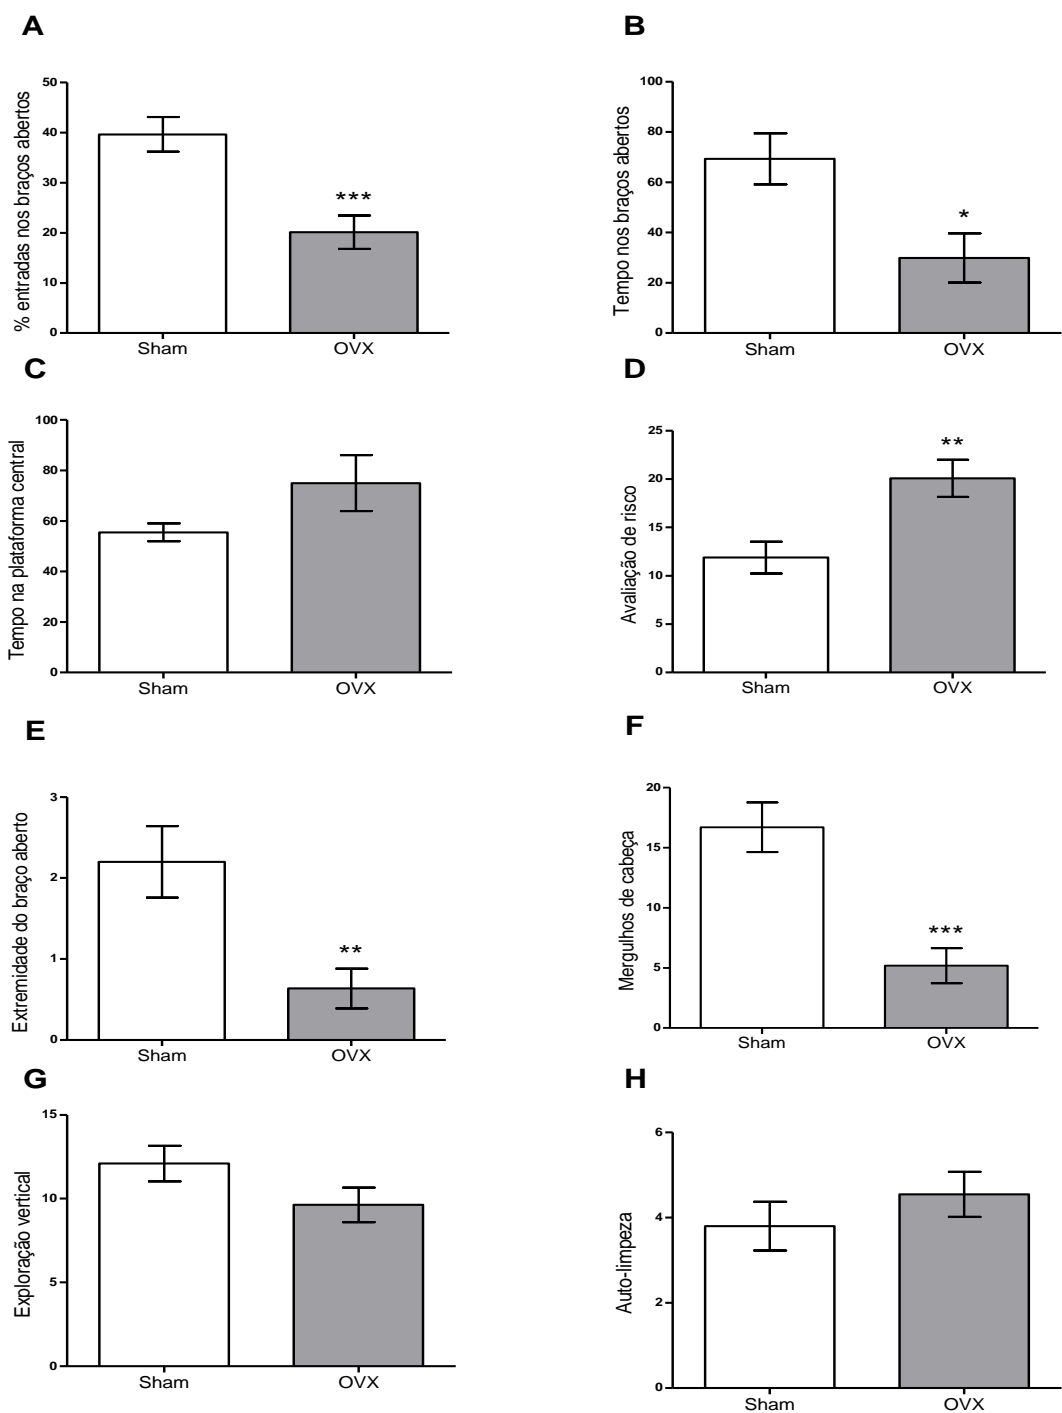 A
% entradas nos braços abertos
50
40
30
20
10
0
***
Sham
OVX
B
Tempo nos braços abertos
100
80
60
40
20
0
*
Sham
OVX
C
Tempo na plataforma central
100
80
60
40
20
0
Sham
OVX
D
Avaliação de risco
25
20
15
10
5
0
**
Sham
OVX
E
Extremidade do braço aberto
3
2
1
0
**
Sham
OVX
F
Mergulhos de cabeça
20
15
10
5
0
***
Sham
OVX
G
Exploração vertical
15
10
5
0
Sham
OVX
H
Auto-limpeza
6
4
2
0
Sham
OVX